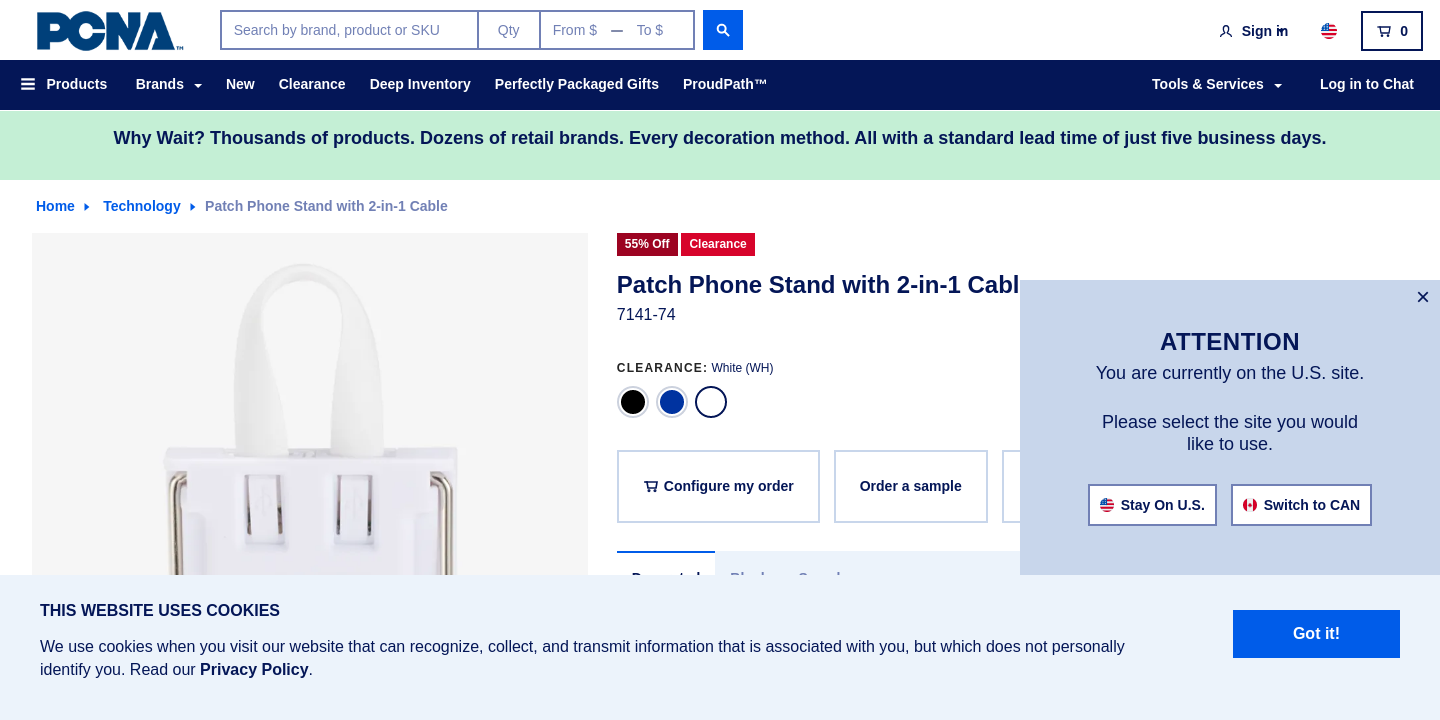 PCNA™
Search by brand, product or SKU
Qty
From $ — To $
Sign in
0
Products
Brands
New
Clearance
Deep Inventory
Perfectly Packaged Gifts
ProudPath™
Tools & Services
Log in to Chat
Why Wait? Thousands of products. Dozens of retail brands. Every decoration method. All with a standard lead time of just five business days.
Home
Technology
Patch Phone Stand with 2-in-1 Cable
55% Off
Clearance
Patch Phone Stand with 2-in-1 Cabl
7141-74
CLEARANCE: White (WH)
Configure my order
Order a sample
×
ATTENTION
You are currently on the U.S. site.
Please select the site you would
like to use.
Stay On U.S.
Switch to CAN
THIS WEBSITE USES COOKIES
We use cookies when you visit our website that can recognize, collect, and transmit information that is associated with you, but which does not personally
identify you. Read our Privacy Policy.
Got it!